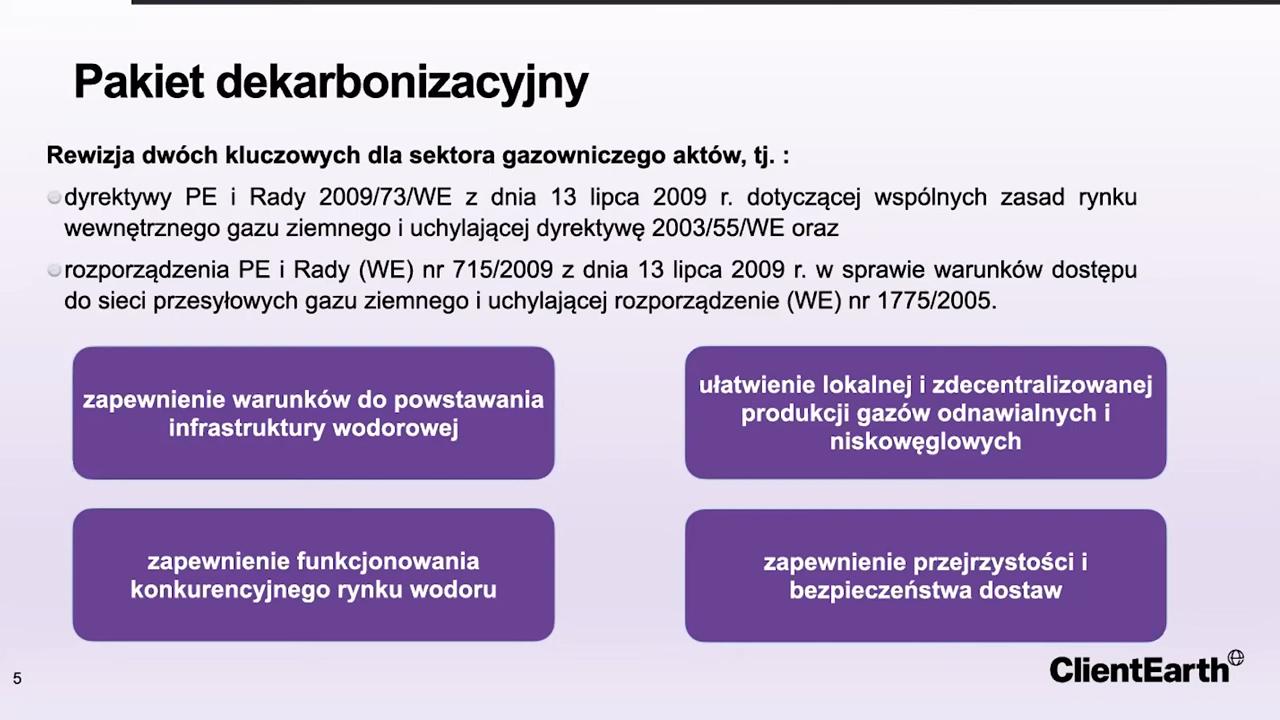 Pakiet dekarbonizacyjny
Rewizja dwóch kluczowych dla sektora gazowniczego aktów, tj. :
dyrektywy PE i Rady 2009/73/WE z dnia 13 lipca 2009 r. dotyczącej wspólnych zasad rynku
wewnętrznego gazu ziemnego i uchylającej dyrektywę 2003/55/WE oraz
rozporządzenia PE i Rady (WE) nr 715/2009 z dnia 13 lipca 2009 r. w sprawie warunków dostępu
do sieci przesyłowych gazu ziemnego i uchylającej rozporządzenie (WE) nr 1775/2005.
zapewnienie warunków do powstawania
infrastruktury wodorowej
ułatwienie lokalnej i zdecentralizowanej
produkcji gazów odnawialnych i
niskowęglowych
zapewnienie funkcjonowania
konkurencyjnego rynku wodoru
zapewnienie przejrzystości i
bezpieczeństwa dostaw
5
ClientEarth